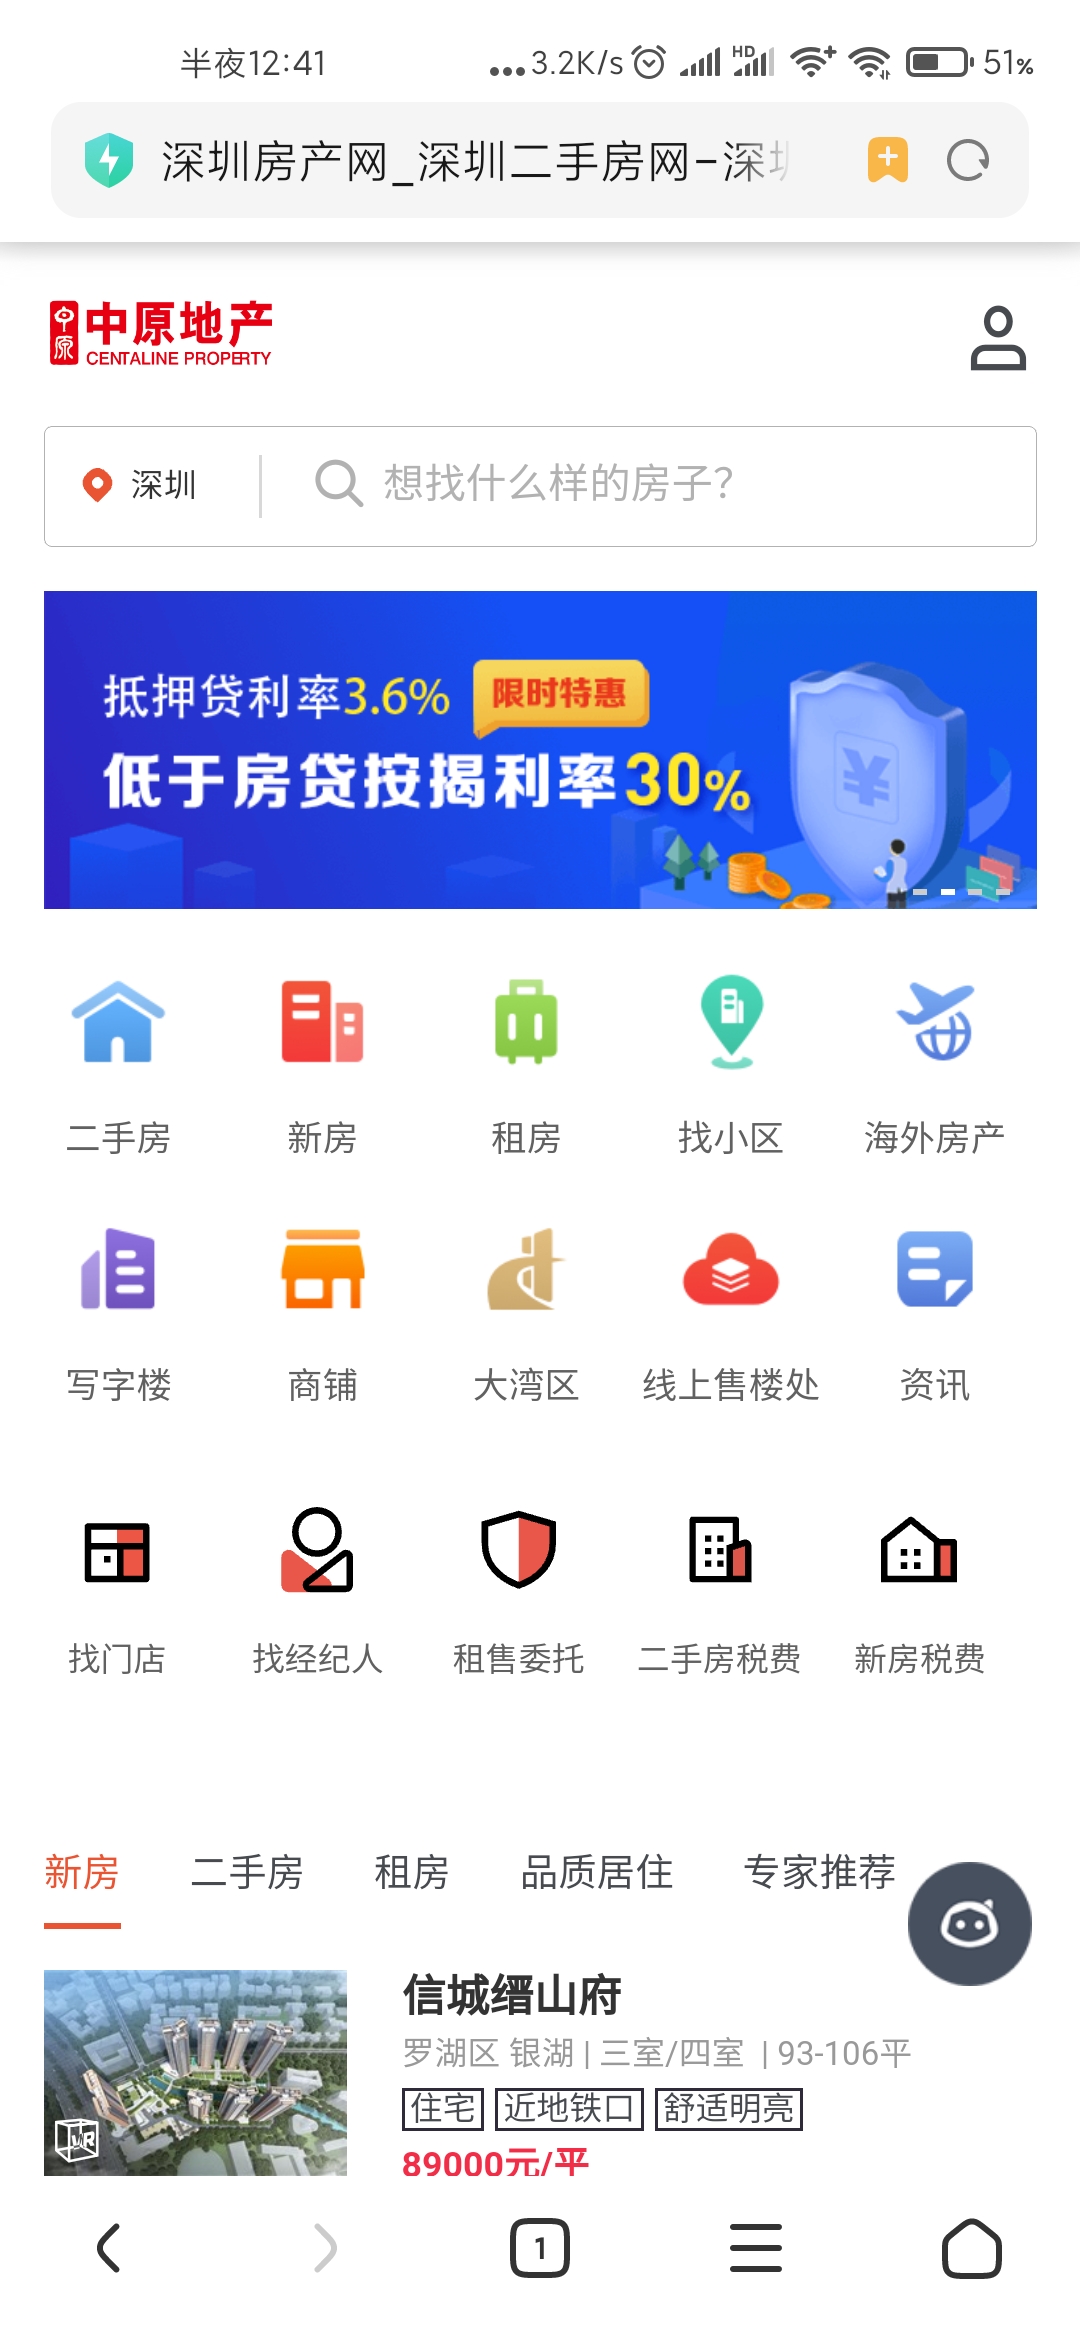 半夜12:41
...3.2K/s
HD
51%
深圳房产网_深圳二手房网-深圳
中原
中原地产
CENTALINE PROPERTY
深圳
想找什么样的房子?
抵押贷利率3.6%
限时特惠
低于房贷按揭利率30%
¥
二手房
新房
租房
找小区
海外房产
写字楼
商铺
大湾区
线上售楼处
资讯
找门店
找经纪人
租售委托
二手房税费
新房税费
新房
二手房
租房
品质居住
专家推荐
信城缙山府
罗湖区 银湖 | 三室/四室 | 93-106平
住宅
近地铁口
舒适明亮
89000元/平
VR
1